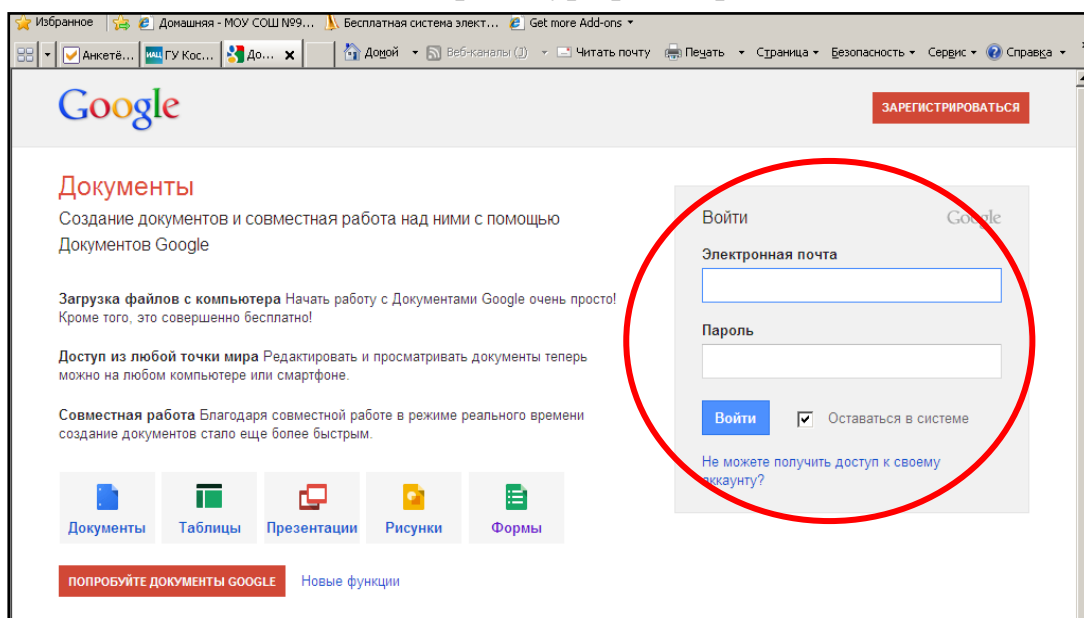 Избранное Домашняя - МОУ СОШ №9... Бесплатная система элект... Get more Add-ons
Анкетё... ГУ Кос... До... Домой Веб-каналы (J) Читать почту Печать Страница Безопасность Сервис Справка
Google ЗАРЕГИСТРИРОВАТЬСЯ
Документы
Создание документов и совместная работа над ними с помощью
Документов Google
Загрузка файлов с компьютера Начать работу с Документами Google очень просто!
Кроме того, это совершенно бесплатно!
Доступ из любой точки мира Редактировать и просматривать документы теперь
можно на любом компьютере или смартфоне.
Совместная работа Благодаря совместной работе в режиме реального времени
создание документов стало еще более быстрым.
Документы Таблицы Презентации Рисунки Формы
ПОПРОБУЙТЕ ДОКУМЕНТЫ GOOGLE Новые функции
Войти Google
Электронная почта
Пароль
Войти Оставаться в системе
Не можете получить доступ к своему
аккаунту?